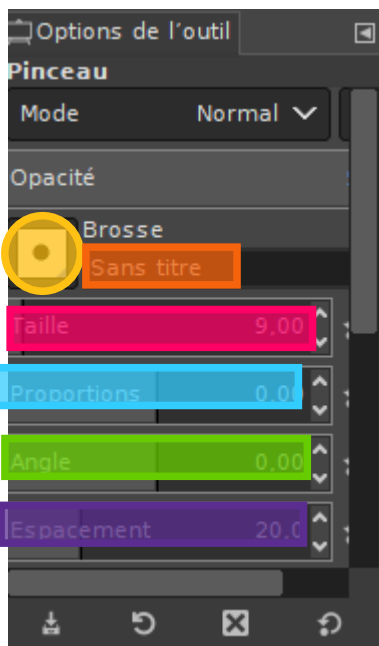 Options de l'outil
Pinceau
Mode Normal
Opacité
Brosse
Sans titre
Taille 9,00
Proportions 0,00
Angle 0,00
Espacement 20,0